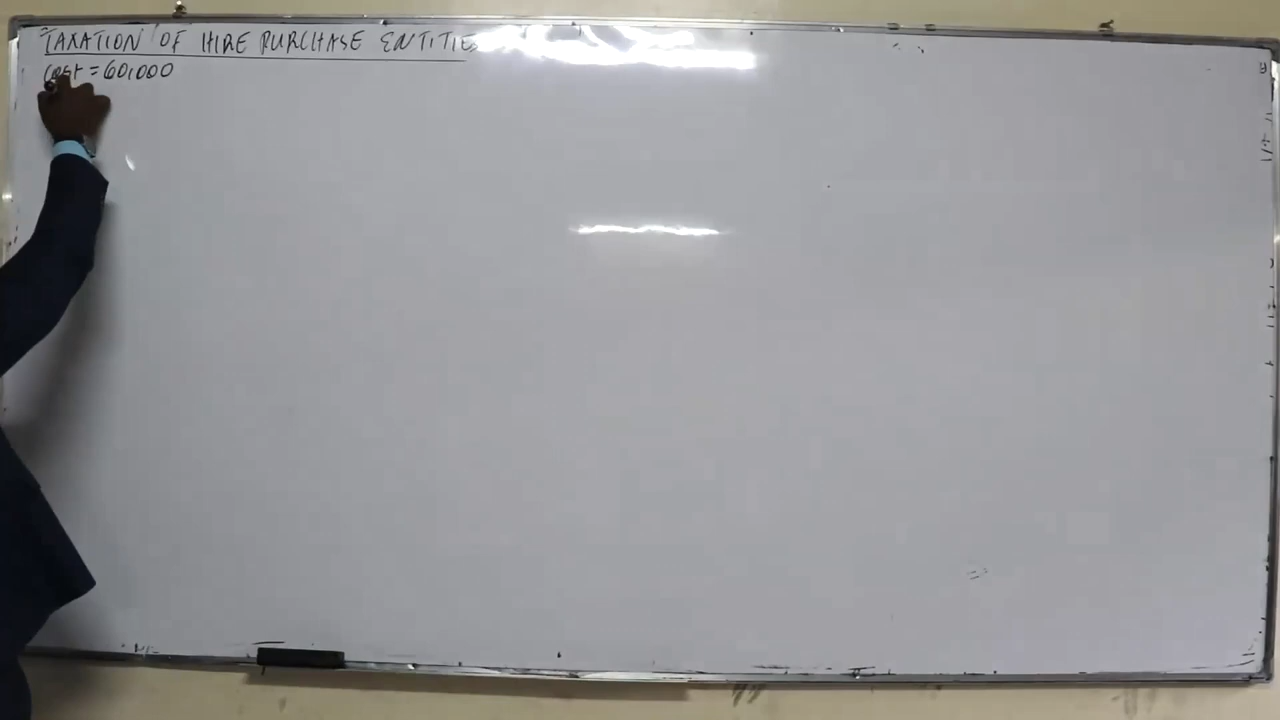 TAXATION OF HIRE PURCHASE ENTITIES
Cost = 60,000